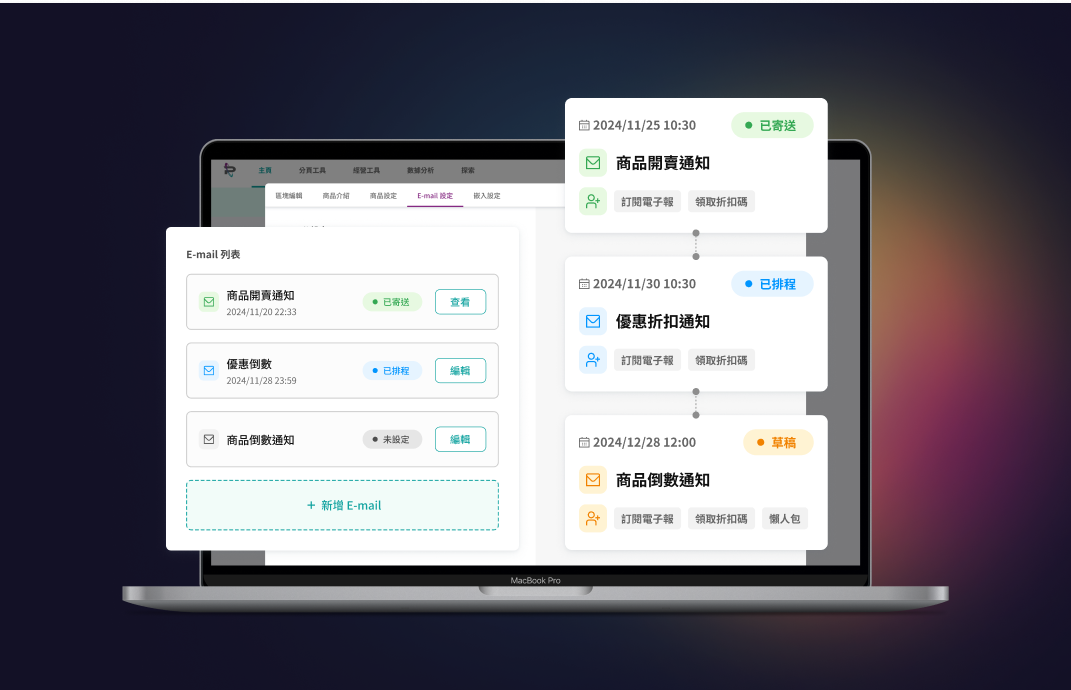 主頁 分頁工具 經營工具 數據分析 探索
區塊編輯 商品介紹 商品設定 E-mail 設定 嵌入設定
E-mail 列表
商品開賣通知
2024/11/20 22:33
已寄送
查看
優惠倒數
2024/11/28 23:59
已排程
編輯
商品倒數通知
未設定
編輯
+ 新增 E-mail
2024/11/25 10:30
已寄送
商品開賣通知
訂閱電子報 領取折扣碼
2024/11/30 10:30
已排程
優惠折扣通知
訂閱電子報 領取折扣碼
2024/12/28 12:00
草稿
商品倒數通知
訂閱電子報 領取折扣碼 懶人包
MacBook Pro